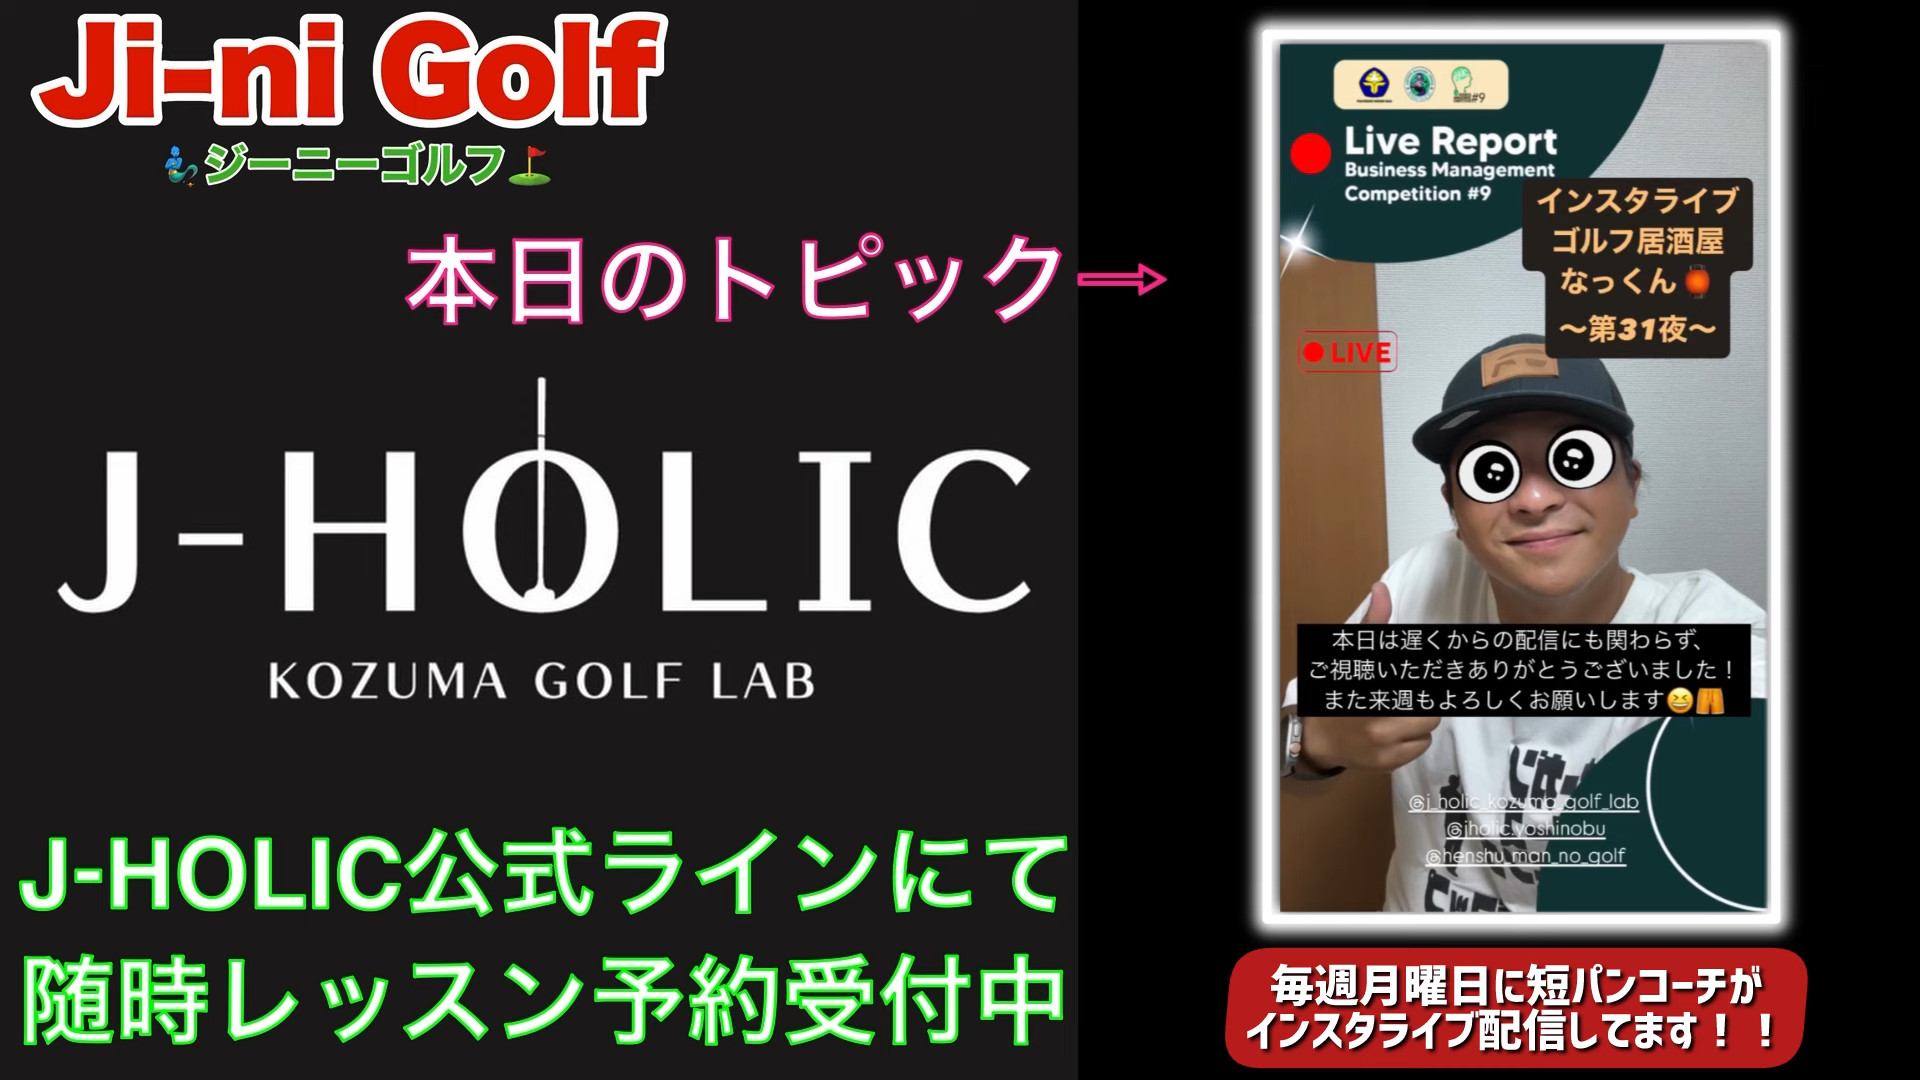 Ji-ni Golf
ジーニーゴルフ
本日のトピック
J-HOLIC
KOZUMA GOLF LAB
J-HOLIC公式ラインにて
随時レッスン予約受付中
#9
Live Report
Business Management
Competition #9
インスタライブ
ゴルフ居酒屋
なっくん🏮
〜第31夜〜
LIVE
本日は遅くからの配信にも関わらず、
ご視聴いただきありがとうございました！
また来週もよろしくお願いします😆🩳
@j_holic_kozuma_golf_lab
@jholic.yoshinobu
@henshu_man_no_golf
毎週月曜日に短パンコーチが
インスタライブ配信してます！！